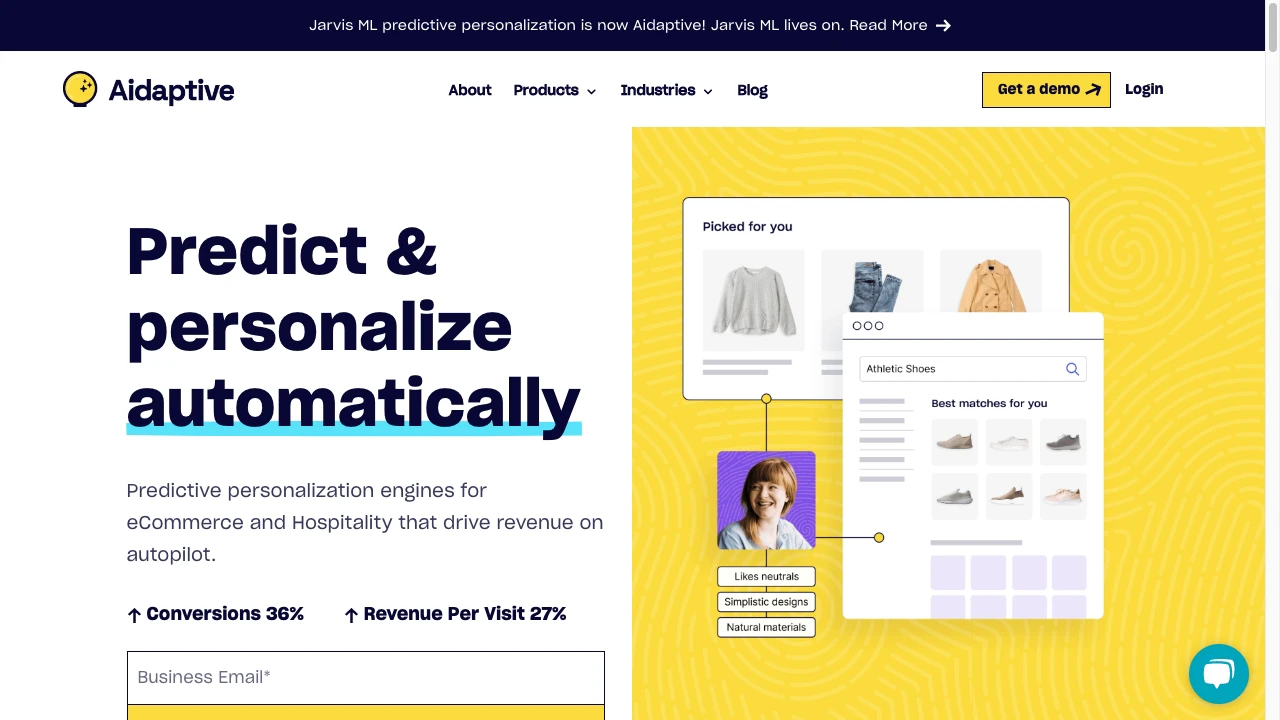 Jarvis ML predictive personalization is now Aidaptive! Jarvis ML lives on. Read More →
Aidaptive
About
Products
Industries
Blog
Get a demo
Login
Predict &
personalize
automatically
Predictive personalization engines for
eCommerce and Hospitality that drive revenue on
autopilot.
↑ Conversions 36%
↑ Revenue Per Visit 27%
Business Email*
Picked for you
Athletic Shoes
Best matches for you
Likes neutrals
Simplistic designs
Natural materials